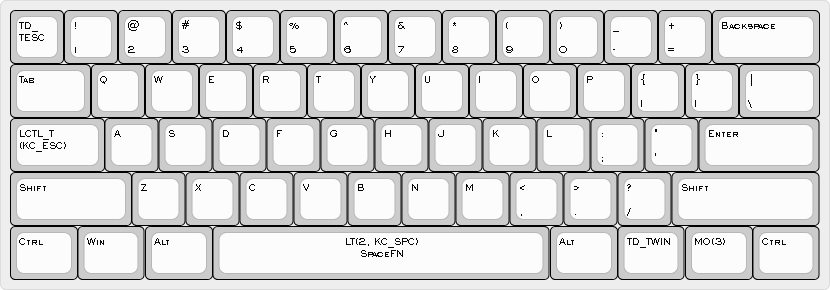 TD_
TESC
!
1
@
2
#
3
$
4
%
5
^
6
&
7
*
8
(
9
)
0
_
-
+
=
Backspace
Tab
Q
W
E
R
T
Y
U
I
O
P
{
[
}
]
|
\
LCTL_T
(KC_ESC)
A
S
D
F
G
H
J
K
L
:
;
"
'
Enter
Shift
Z
X
C
V
B
N
M
<
,
>
.
?
/
Shift
Ctrl
Win
Alt
LT(2, KC_SPC)
SpaceFN
Alt
TD_TWIN
MO(3)
Ctrl